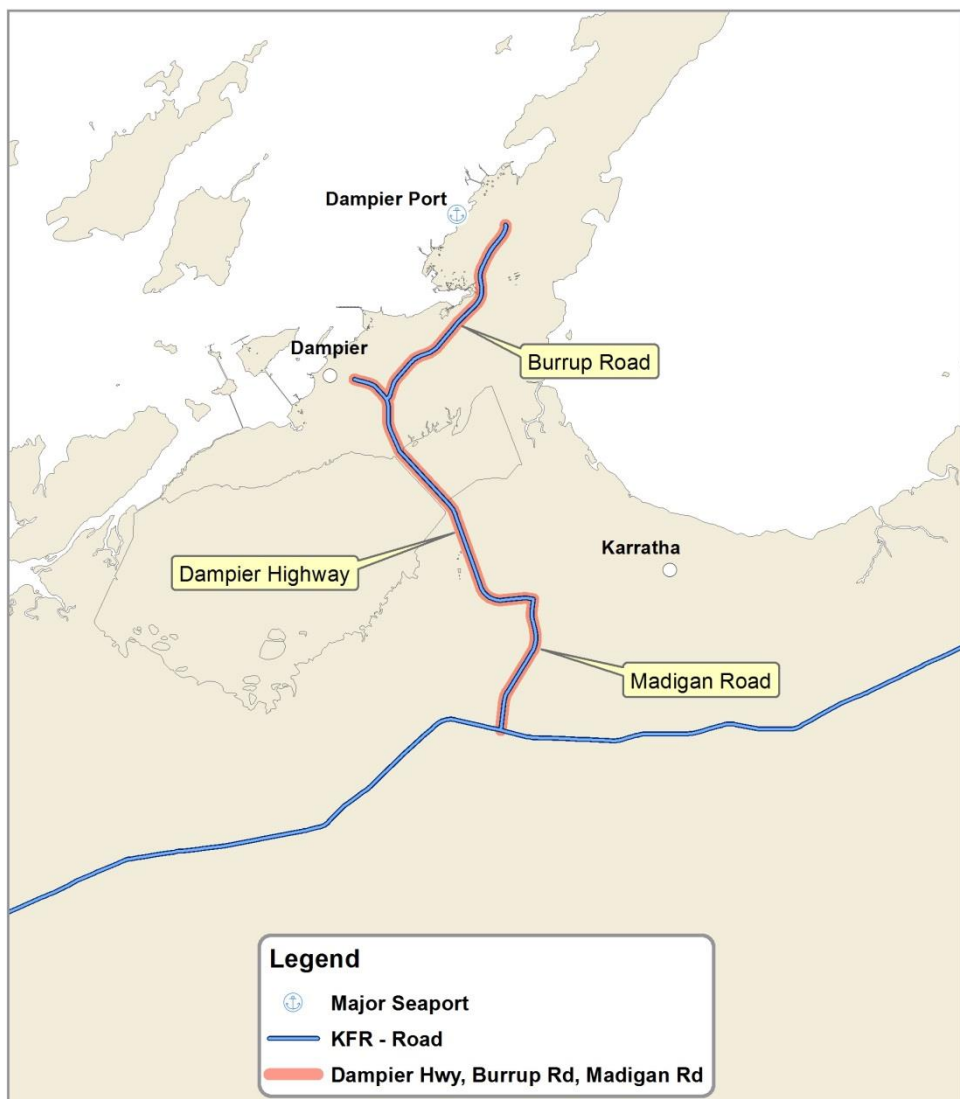 Dampier Port
Burrup Road
Dampier
Dampier Highway
Karratha
Madigan Road
Legend
Major Seaport
KFR - Road
Dampier Hwy, Burrup Rd, Madigan Rd